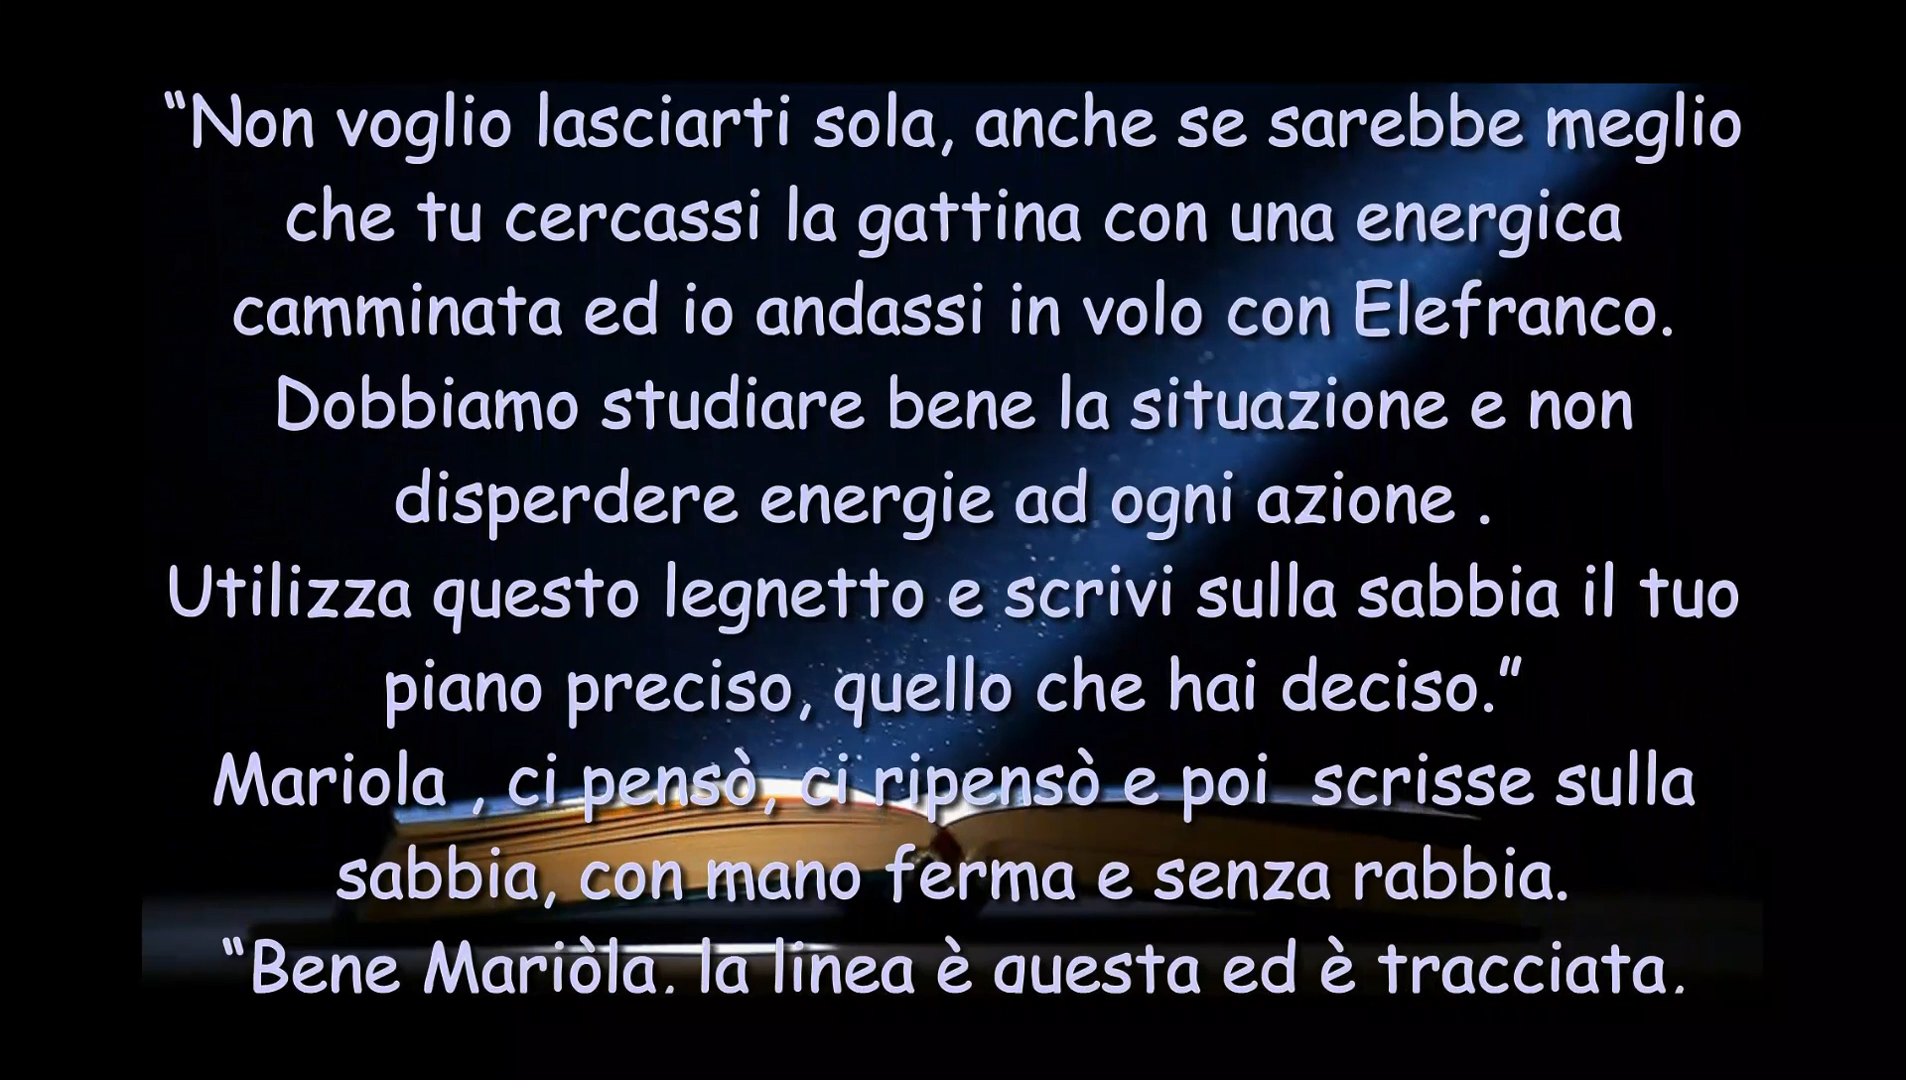 “Non voglio lasciarti sola, anche se sarebbe meglio
che tu cercassi la gattina con una energica
camminata ed io andassi in volo con Elefranco.
Dobbiamo studiare bene la situazione e non
disperdere energie ad ogni azione .
Utilizza questo legnetto e scrivi sulla sabbia il tuo
piano preciso, quello che hai deciso.”
Mariola , ci pensò, ci ripensò e poi  scrisse sulla
sabbia, con mano ferma e senza rabbia.
“Bene Mariòla, la linea è questa ed è tracciata,